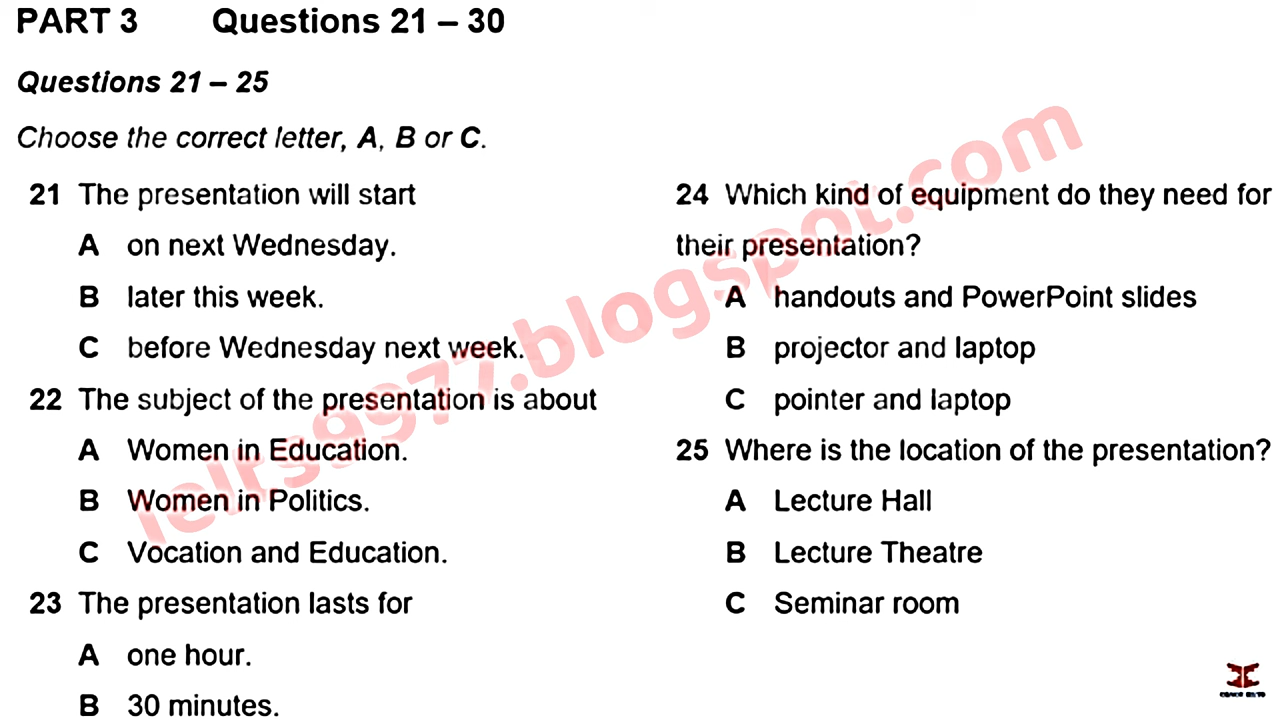 PART 3 Questions 21 – 30
Questions 21 – 25
Choose the correct letter, A, B or C.
21 The presentation will start
A on next Wednesday.
B later this week.
C before Wednesday next week.
22 The subject of the presentation is about
A Women in Education.
B Women in Politics.
C Vocation and Education.
23 The presentation lasts for
A one hour.
B 30 minutes.
24 Which kind of equipment do they need for
their presentation?
A handouts and PowerPoint slides
B projector and laptop
C pointer and laptop
25 Where is the location of the presentation?
A Lecture Hall
B Lecture Theatre
C Seminar room
ielts9977.blogspot.com